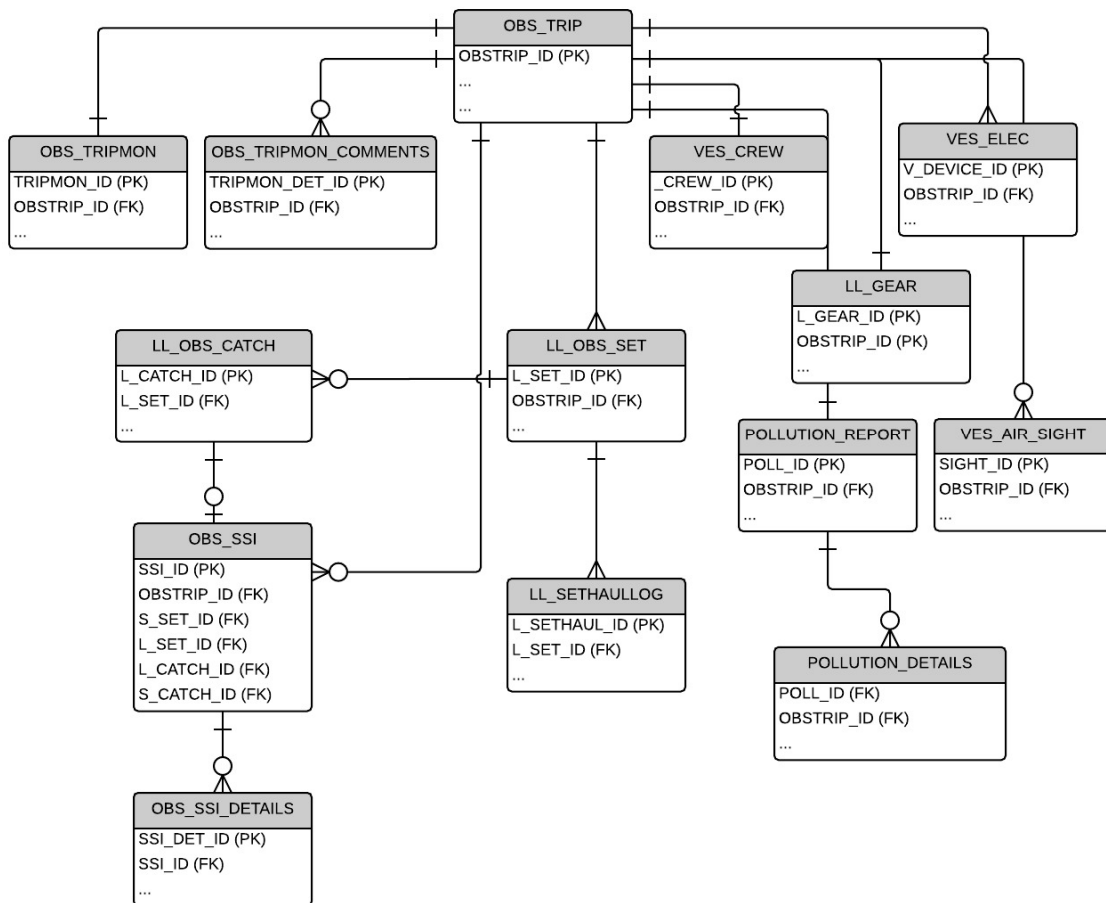 OBS_TRIP
OBSTRIP_ID (PK)
...
...
OBS_TRIPMON
TRIPMON_ID (PK)
OBSTRIP_ID (FK)
...
OBS_TRIPMON_COMMENTS
TRIPMON_DET_ID (PK)
OBSTRIP_ID (FK)
...
VES_CREW
_CREW_ID (PK)
OBSTRIP_ID (FK)
...
VES_ELEC
V_DEVICE_ID (PK)
OBSTRIP_ID (FK)
...
LL_GEAR
L_GEAR_ID (PK)
OBSTRIP_ID (PK)
...
LL_OBS_CATCH
L_CATCH_ID (PK)
L_SET_ID (FK)
...
LL_OBS_SET
L_SET_ID (PK)
OBSTRIP_ID (FK)
...
POLLUTION_REPORT
POLL_ID (PK)
OBSTRIP_ID (FK)
...
VES_AIR_SIGHT
SIGHT_ID (PK)
OBSTRIP_ID (FK)
...
OBS_SSI
SSI_ID (PK)
OBSTRIP_ID (FK)
S_SET_ID (FK)
L_SET_ID (FK)
L_CATCH_ID (FK)
S_CATCH_ID (FK)
LL_SETHAULLOG
L_SETHAUL_ID (PK)
L_SET_ID (FK)
...
POLLUTION_DETAILS
POLL_ID (FK)
OBSTRIP_ID (FK)
...
OBS_SSI_DETAILS
SSI_DET_ID (PK)
SSI_ID (FK)
...